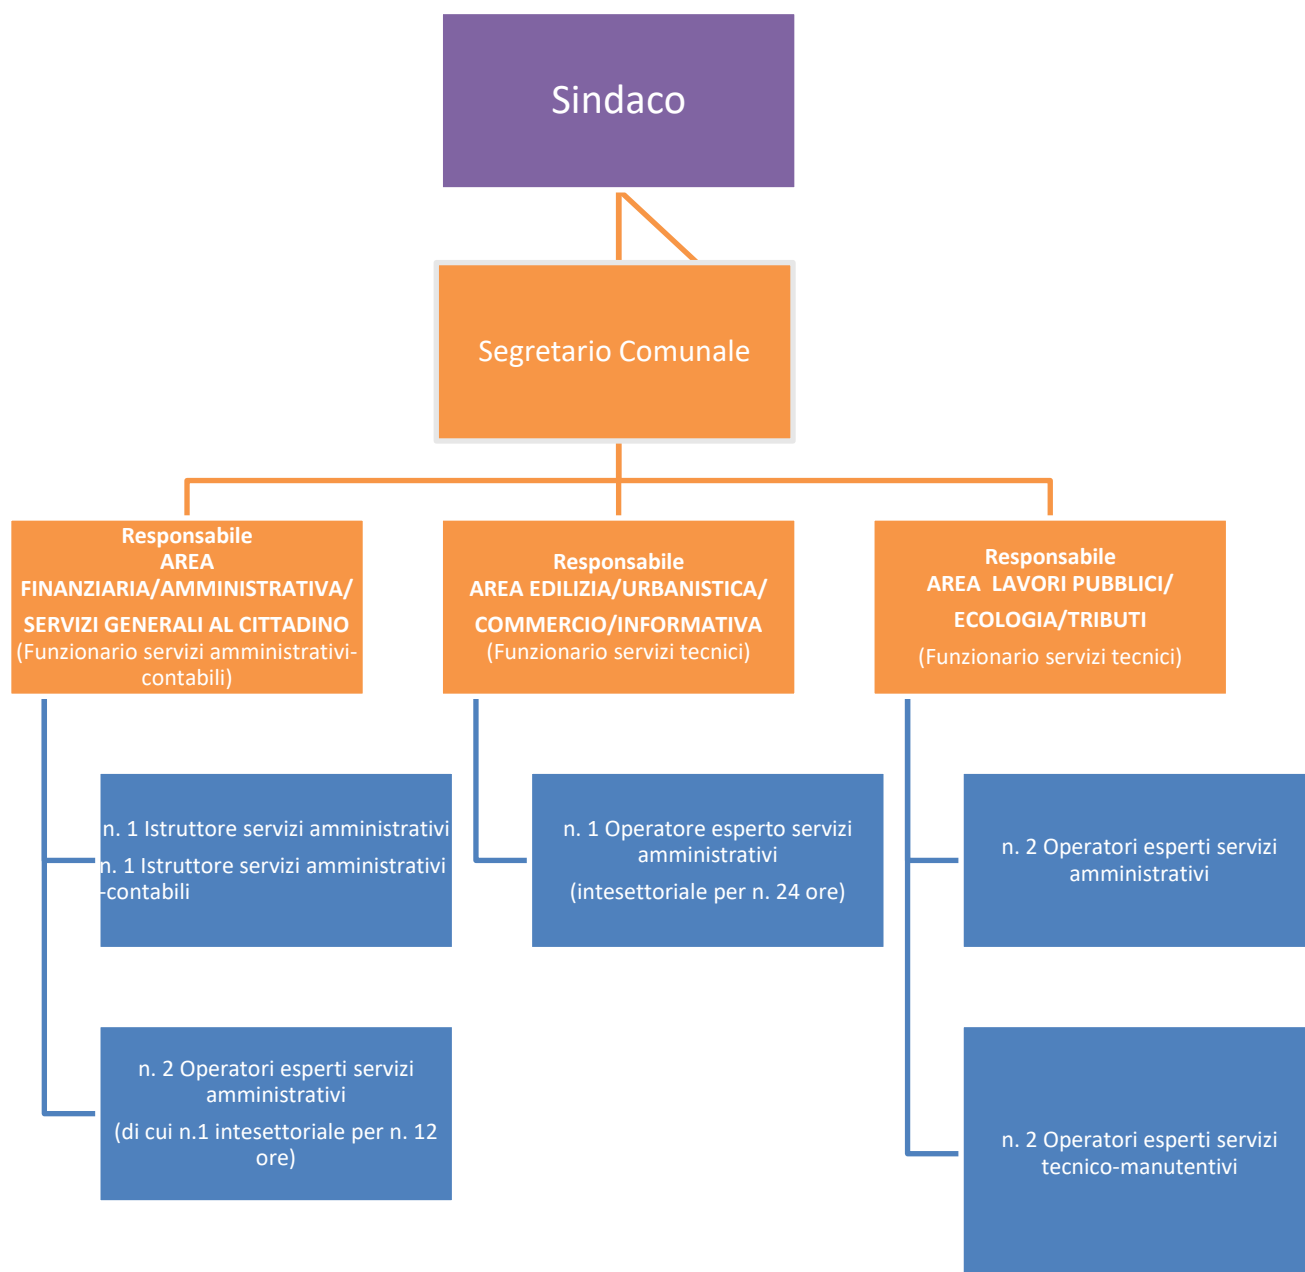 Sindaco
Segretario Comunale
Responsabile
AREA
FINANZIARIA/AMMINISTRATIVA/
SERVIZI GENERALI AL CITTADINO
(Funzionario servizi amministrativi-
contabili)
Responsabile
AREA EDILIZIA/URBANISTICA/
COMMERCIO/INFORMATIVA
(Funzionario servizi tecnici)
Responsabile
AREA LAVORI PUBBLICI/
ECOLOGIA/TRIBUTI
(Funzionario servizi tecnici)
n. 1 Istruttore servizi amministrativi
n. 1 Istruttore servizi amministrativi
-contabili
n. 1 Operatore esperto servizi
amministrativi
(intesettoriale per n. 24 ore)
n. 2 Operatori esperti servizi
amministrativi
n. 2 Operatori esperti servizi
amministrativi
(di cui n.1 intesettoriale per n. 12
ore)
n. 2 Operatori esperti servizi
tecnico-manutentivi